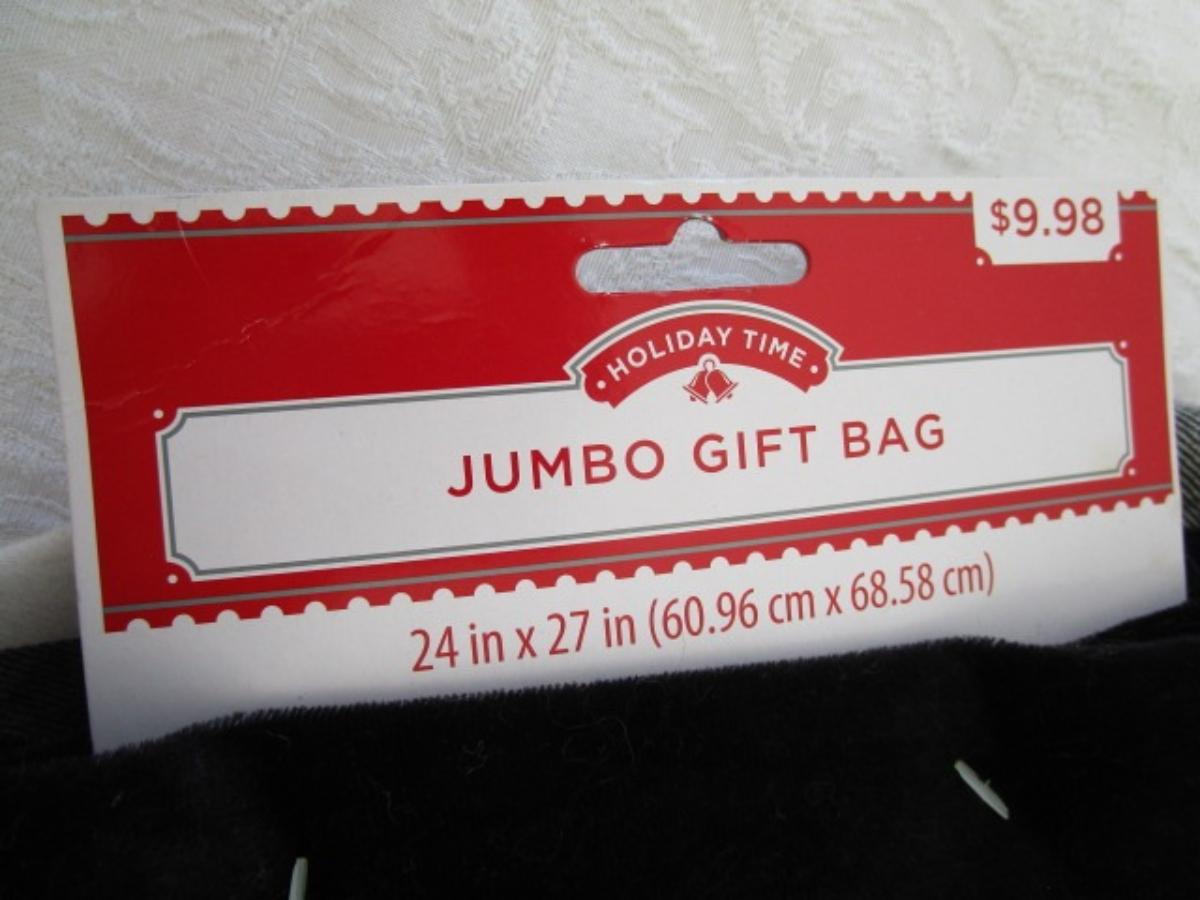 $9.98
HOLIDAY TIME
JUMBO GIFT BAG
24 in x 27 in (60.96 cm x 68.58 cm)